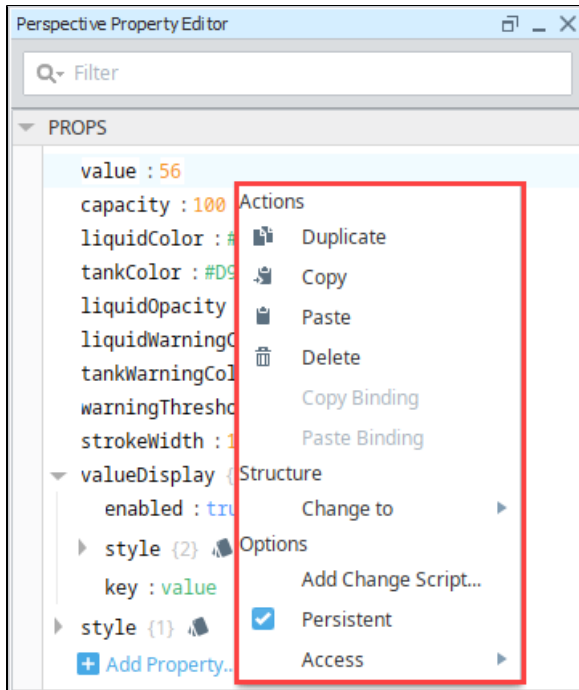 Perspective Property Editor
Filter
PROPS
value : 56
capacity : 100
liquidColor : #
tankColor : #D9
liquidOpacity
liquidWarningC
tankWarningCol
warningThresho
strokeWidth : 1
valueDisplay {
enabled : tru
style {2}
key : value
style {1}
Add Property...
Actions
Duplicate
Copy
Paste
Delete
Copy Binding
Paste Binding
Structure
Change to
Options
Add Change Script...
Persistent
Access